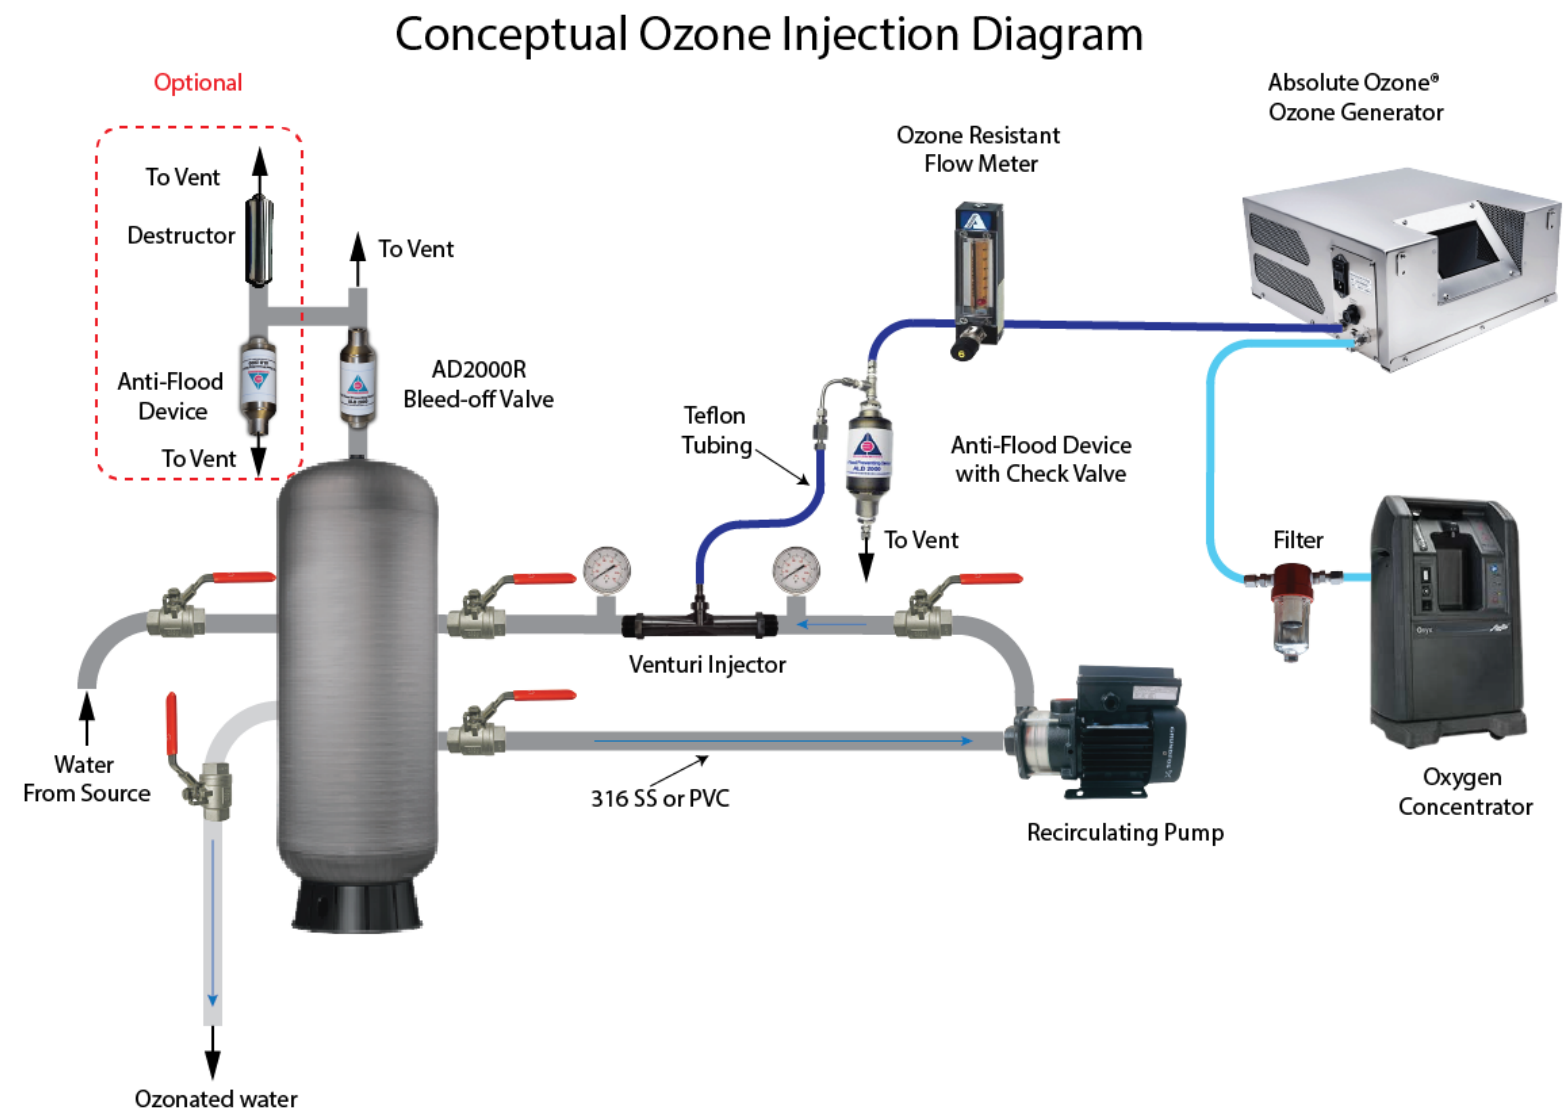 Conceptual Ozone Injection Diagram
Optional
To Vent
Destructor
Anti-Flood
Device
To Vent
To Vent
AD2000R
Bleed-off Valve
Ozone Resistant
Flow Meter
Absolute Ozone®
Ozone Generator
Teflon
Tubing
Anti-Flood Device
with Check Valve
ALD 2000
To Vent
Filter
Venturi Injector
Water
From Source
316 SS or PVC
Recirculating Pump
Oxygen
Concentrator
Ozonated water